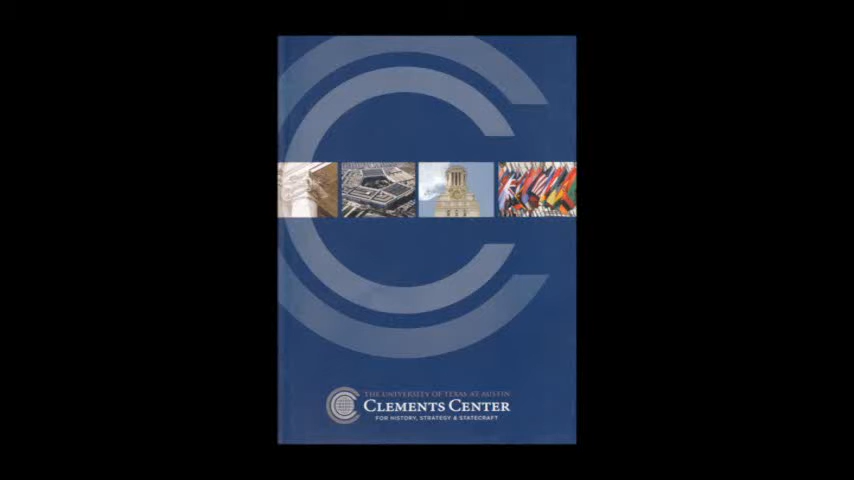 THE UNIVERSITY OF TEXAS AT AUSTIN
CLEMENTS CENTER
FOR HISTORY, STRATEGY & STATECRAFT